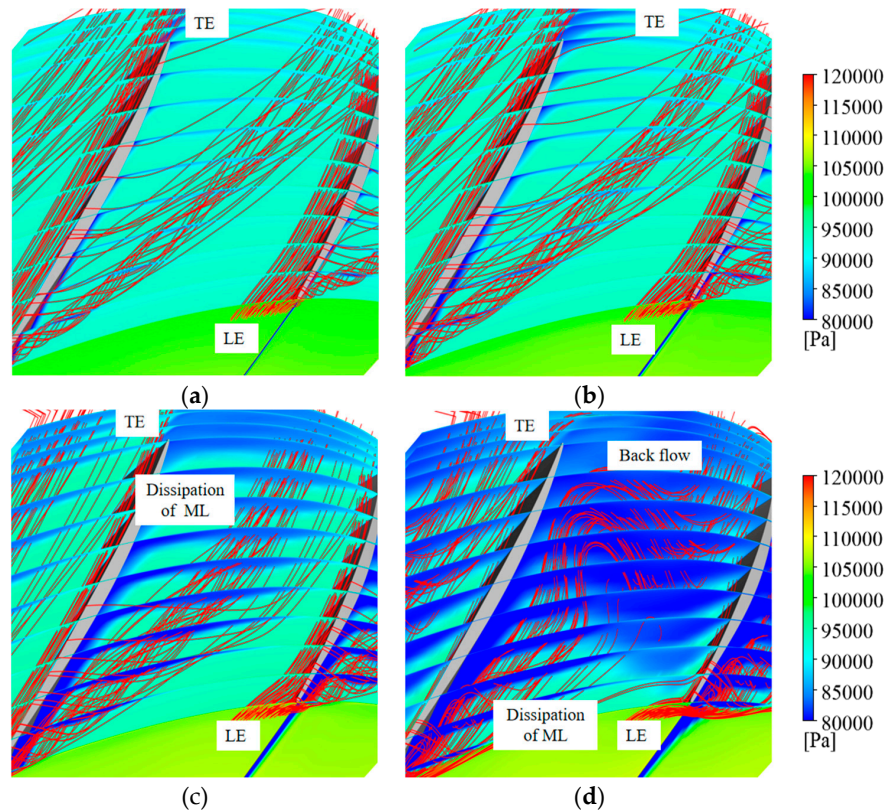 TE
TE
120000
115000
110000
105000
100000
95000
90000
85000
80000
[Pa]
LE
LE
(a)
(b)
TE
TE
Back flow
Dissipation
of ML
120000
115000
110000
105000
100000
95000
90000
85000
80000
[Pa]
Dissipation
of ML
LE
LE
(c)
(d)